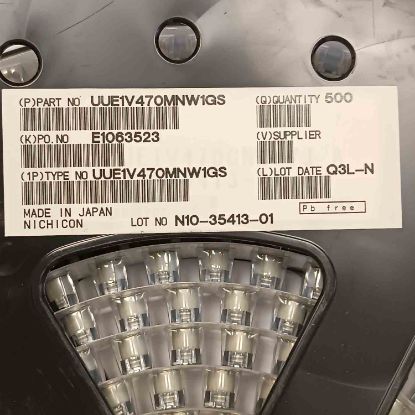 (P)PART NO UUE1V470MNW1GS (Q)QUANTITY 500
(K)PO.NO E1063523 (V)SUPPLIER
(1P)TYPE NO UUE1V470MNW1GS (L)LOT DATE Q3L-N
MADE IN JAPAN
NICHICON LOT NO N10-35413-01
Pb free